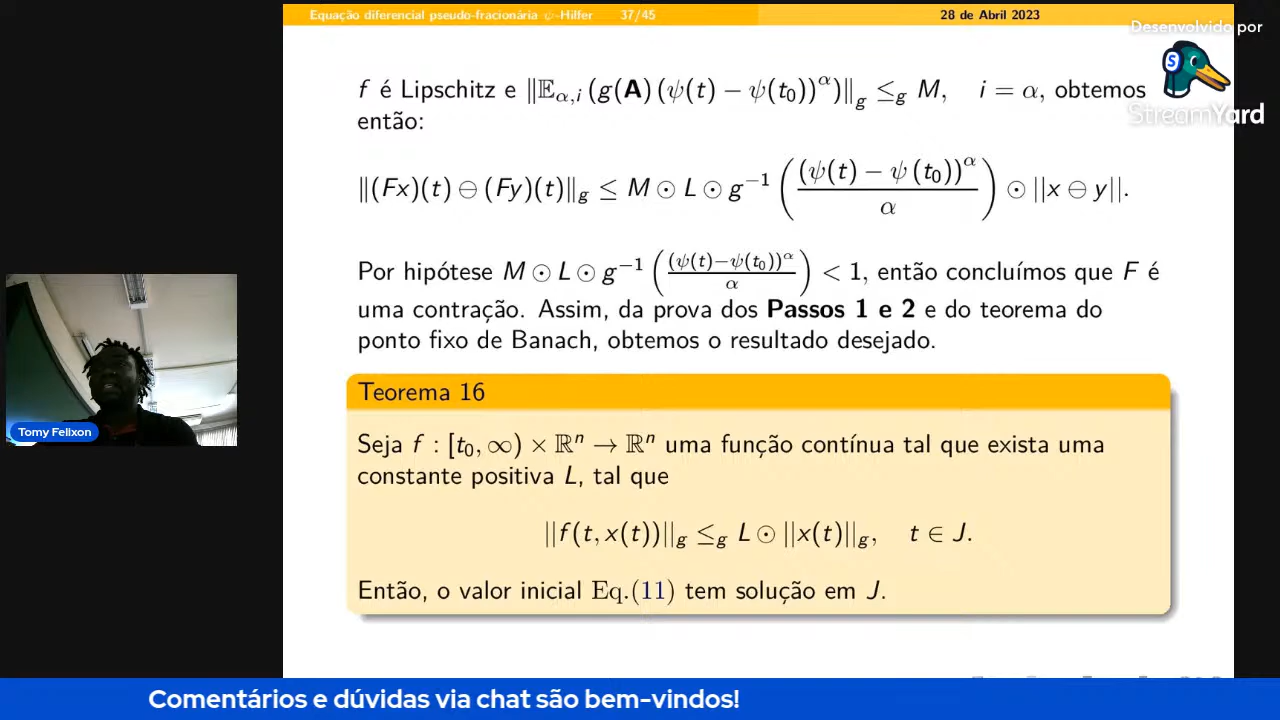 Equação diferencial pseudo-fracionária ψ-Hilfer 37/45 28 de Abril 2023
Desenvolvido por
S
StreamYard
f é Lipschitz e ‖𝔼α,i (g(A) (ψ(t) − ψ(t₀))^α)‖g ≤g M, i = α, obtemos
então:
‖(Fx)(t) ⊖ (Fy)(t)‖g ≤ M ⊙ L ⊙ g⁻¹ ( (ψ(t) − ψ (t₀))^α / α ) ⊙ ||x ⊖ y||.
Por hipótese M ⊙ L ⊙ g⁻¹ ( (ψ(t)−ψ(t₀))^α / α ) < 1, então concluímos que F é
uma contração. Assim, da prova dos Passos 1 e 2 e do teorema do
ponto fixo de Banach, obtemos o resultado desejado.
Teorema 16
Seja f : [t₀, ∞) × ℝⁿ → ℝⁿ uma função contínua tal que exista uma
constante positiva L, tal que
||f(t, x(t))||g ≤g L ⊙ ||x(t)||g, t ∈ J.
Então, o valor inicial Eq.(11) tem solução em J.
Tomy Felixon
Comentários e dúvidas via chat são bem-vindos!